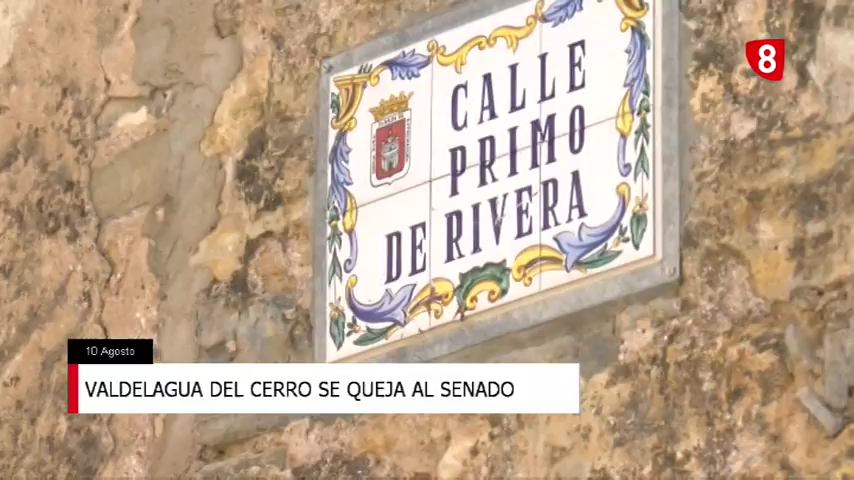 8
CALLE
PRIMO
DE RIVERA
10 Agosto
VALDELAGUA DEL CERRO SE QUEJA AL SENADO